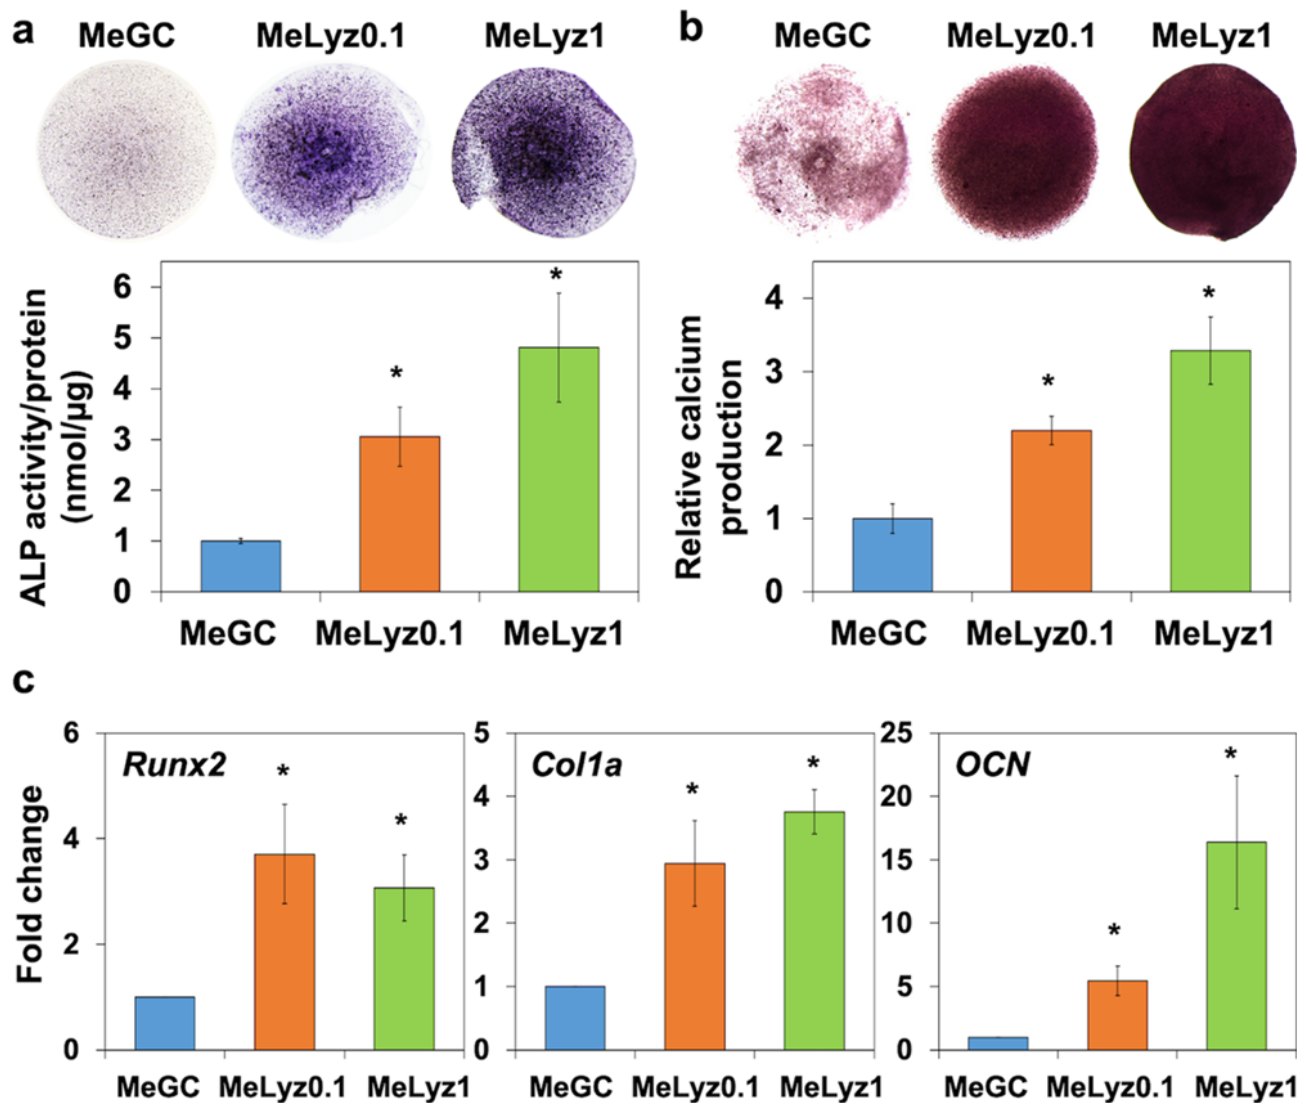 a
MeGC MeLyz0.1 MeLyz1
b
MeGC MeLyz0.1 MeLyz1
ALP activity/protein
(nmol/µg)
6
5
4
3
2
1
0
*
*
MeGC MeLyz0.1 MeLyz1
Relative calcium
production
4
3
2
1
0
*
*
MeGC MeLyz0.1 MeLyz1
c
Fold change
6
4
2
0
Runx2
*
*
MeGC MeLyz0.1 MeLyz1
5
4
3
2
1
0
Col1a
*
*
MeGC MeLyz0.1 MeLyz1
25
20
15
10
5
0
OCN
*
*
MeGC MeLyz0.1 MeLyz1